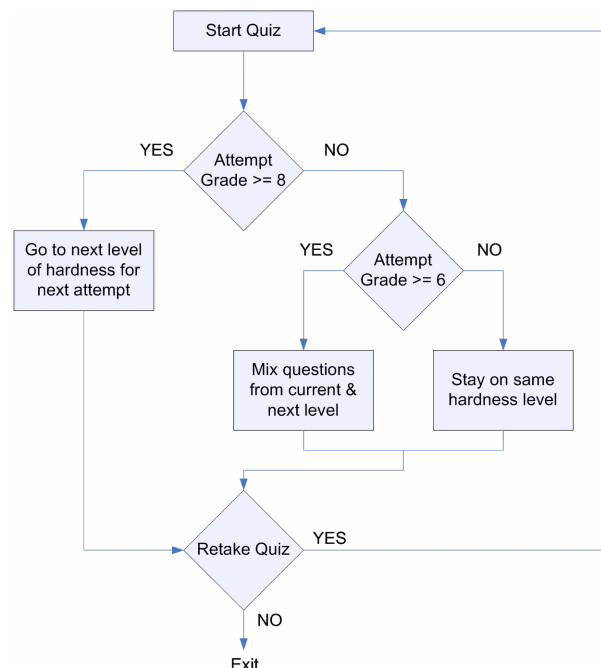 Start Quiz
YES
Attempt
Grade >= 8
NO
Go to next level
of hardness for
next attempt
YES
Attempt
Grade >= 6
NO
Mix questions
from current &
next level
Stay on same
hardness level
Retake Quiz
YES
NO
Exit